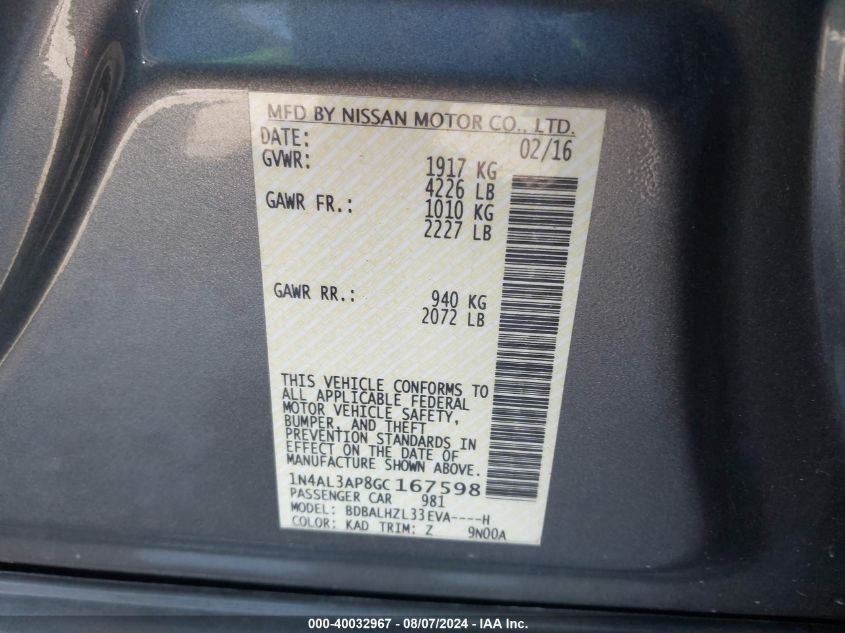 MFD BY NISSAN MOTOR CO., LTD.
DATE: 02/16
GVWR: 1917 KG
4226 LB
GAWR FR.: 1010 KG
2227 LB
GAWR RR.: 940 KG
2072 LB
THIS VEHICLE CONFORMS TO
ALL APPLICABLE FEDERAL
MOTOR VEHICLE SAFETY,
BUMPER, AND THEFT
PREVENTION STANDARDS IN
EFFECT ON THE DATE OF
MANUFACTURE SHOWN ABOVE.
1N4AL3AP8GC167598
PASSENGER CAR 981
MODEL: BDBALHZL33EVA----H
COLOR: KAD TRIM: Z 9N00A
000-40032967 - 08/07/2024 - IAA Inc.